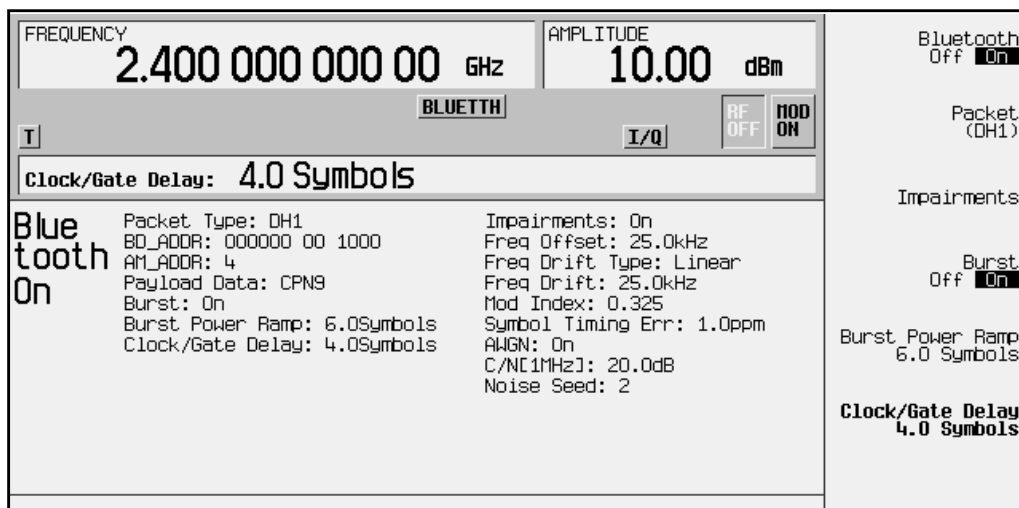 FREQUENCY
2.400 000 000 00 GHz
AMPLITUDE
10.00 dBm
BLUETTH
T
I/Q
RF
OFF
MOD
ON
Clock/Gate Delay: 4.0 Symbols
Blue
tooth
On
Packet Type: DH1
BD_ADDR: 000000 00 1000
AM_ADDR: 4
Payload Data: CPN9
Burst: On
Burst Power Ramp: 6.0Symbols
Clock/Gate Delay: 4.0Symbols
Impairments: On
Freq Offset: 25.0kHz
Freq Drift Type: Linear
Freq Drift: 25.0kHz
Mod Index: 0.325
Symbol Timing Err: 1.0ppm
AWGN: On
C/N[1MHz]: 20.0dB
Noise Seed: 2
Bluetooth
Off On
Packet
(DH1)
Impairments
Burst
Off On
Burst Power Ramp
6.0 Symbols
Clock/Gate Delay
4.0 Symbols